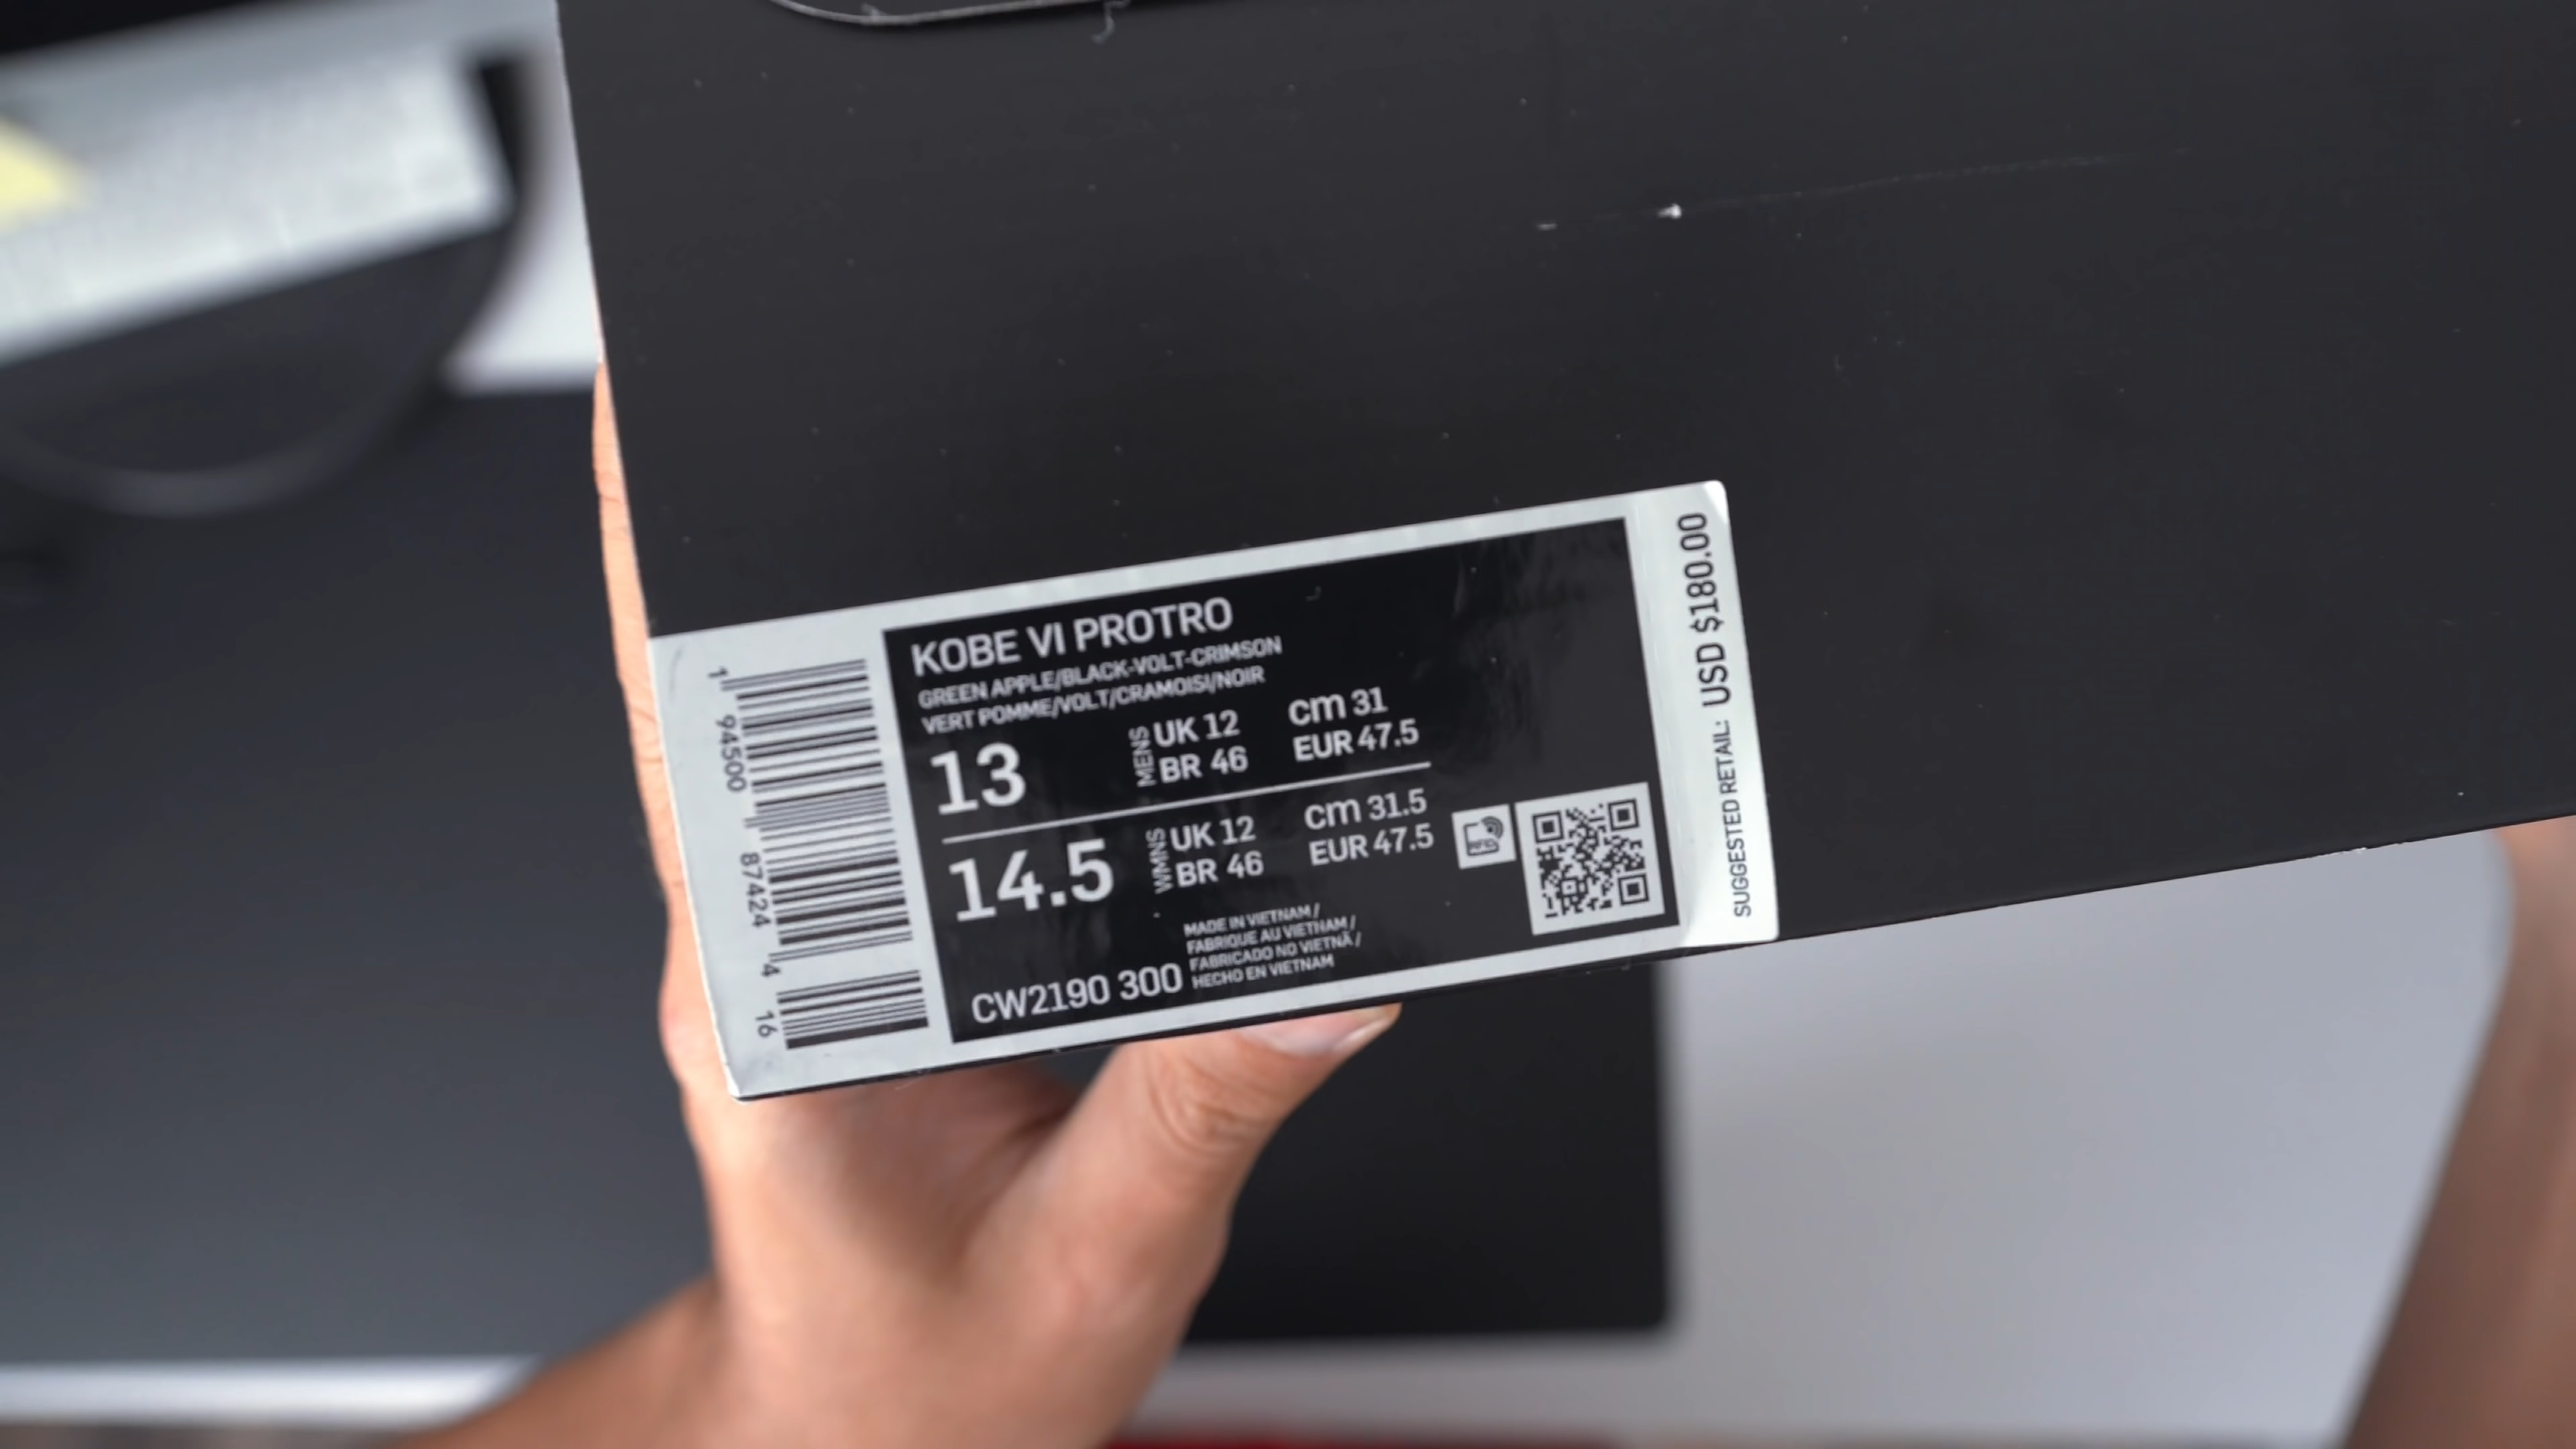 KOBE VI PROTRO
GREEN APPLE/BLACK-VOLT-CRIMSON
VERT POMME/VOLT/CRAMOISI/NOIR
13
MENS
UK 12
BR 46
cm 31
EUR 47.5
14.5
WMNS
UK 12
BR 46
cm 31.5
EUR 47.5
RFID
MADE IN VIETNAM /
FABRIQUE AU VIETNAM /
FABRICADO NO VIETNÃ /
HECHO EN VIETNAM
CW2190 300
1 94500 87424 4 16
SUGGESTED RETAIL: USD $180.00